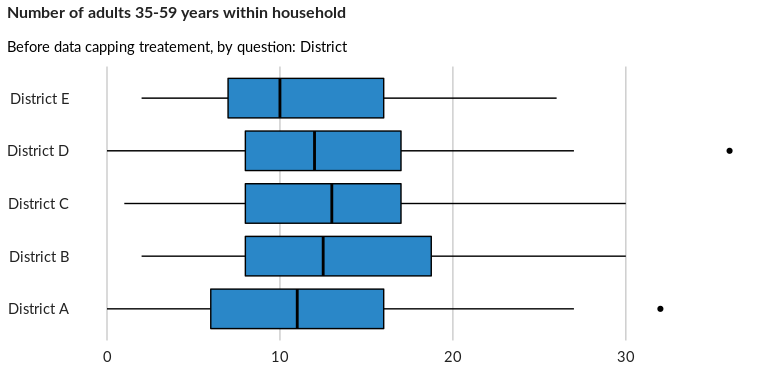 Number of adults 35-59 years within household
Before data capping treatement, by question: District
District E
District D
District C
District B
District A
0 10 20 30